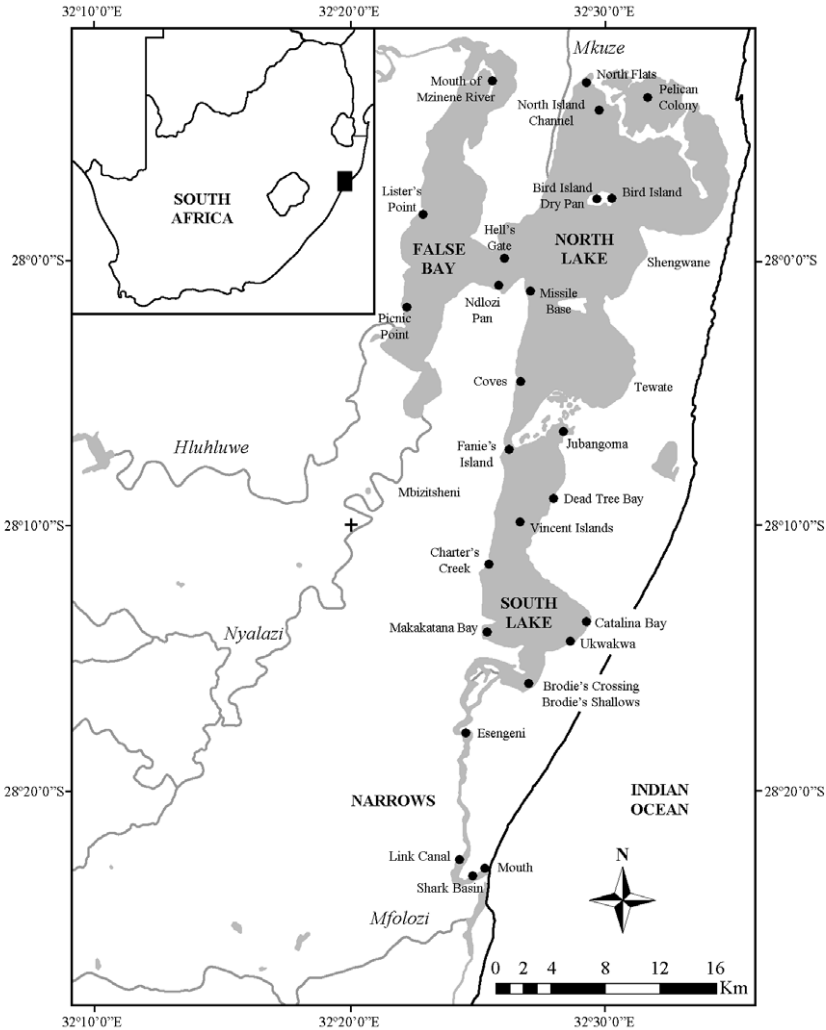 32°10’0”E
32°20’0”E
32°30’0”E
Mkuze
Mouth of
Mzinene River
North Flats
Pelican
Colony
North Island
Channel
SOUTH
AFRICA
Lister’s
Point
Bird Island
Dry Pan
Bird Island
Hell’s
Gate
FALSE
BAY
NORTH
LAKE
28°0’0”S
Shengwane
28°0’0”S
Ndlozi
Pan
Missile
Base
Picnic
Point
Coves
Tewate
Hluhluwe
Fanie’s
Island
Jubangoma
Mbizitsheni
Dead Tree Bay
28°10’0”S
Vincent Islands
28°10’0”S
Charter’s
Creek
SOUTH
LAKE
Nyalazi
Makakatana Bay
Catalina Bay
Ukwakwa
Brodie’s Crossing
Brodie’s Shallows
Esengeni
28°20’0”S
NARROWS
INDIAN
OCEAN
28°20’0”S
Link Canal
Mouth
Shark Basin
N
Mfolozi
0 2 4 8 12 16
Km
32°10’0”E
32°20’0”E
32°30’0”E